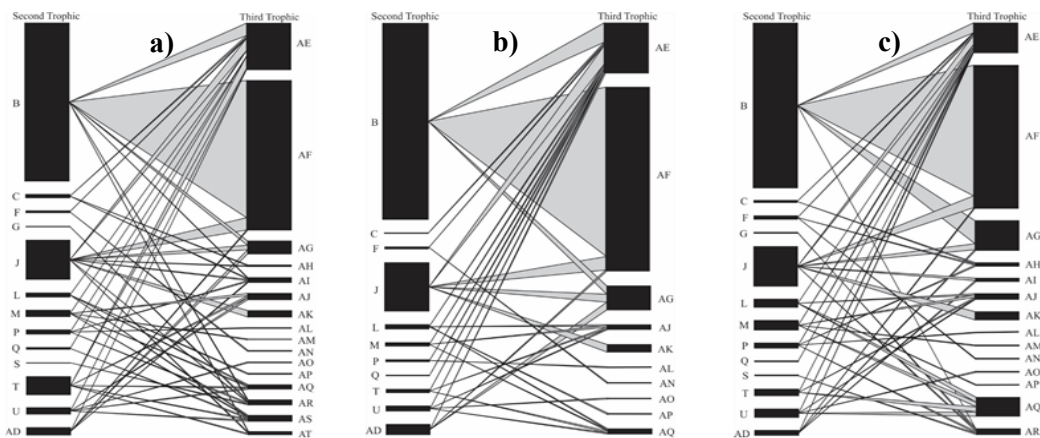 Second Trophic Third Trophic
a)
B
C
F
G
J
L
M
P
Q
S
T
U
AD
AE
AF
AG
AH
AI
AJ
AK
AL
AM
AN
AO
AP
AQ
AR
AS
AT
Second Trophic Third Trophic
b)
B
C
F
J
L
M
P
Q
T
U
AD
AE
AF
AG
AJ
AK
AL
AN
AO
AP
AQ
Second Trophic Third Trophic
c)
B
C
F
G
J
L
M
P
Q
S
T
U
AD
AE
AF
AG
AH
AI
AJ
AK
AL
AM
AN
AO
AP
AQ
AR